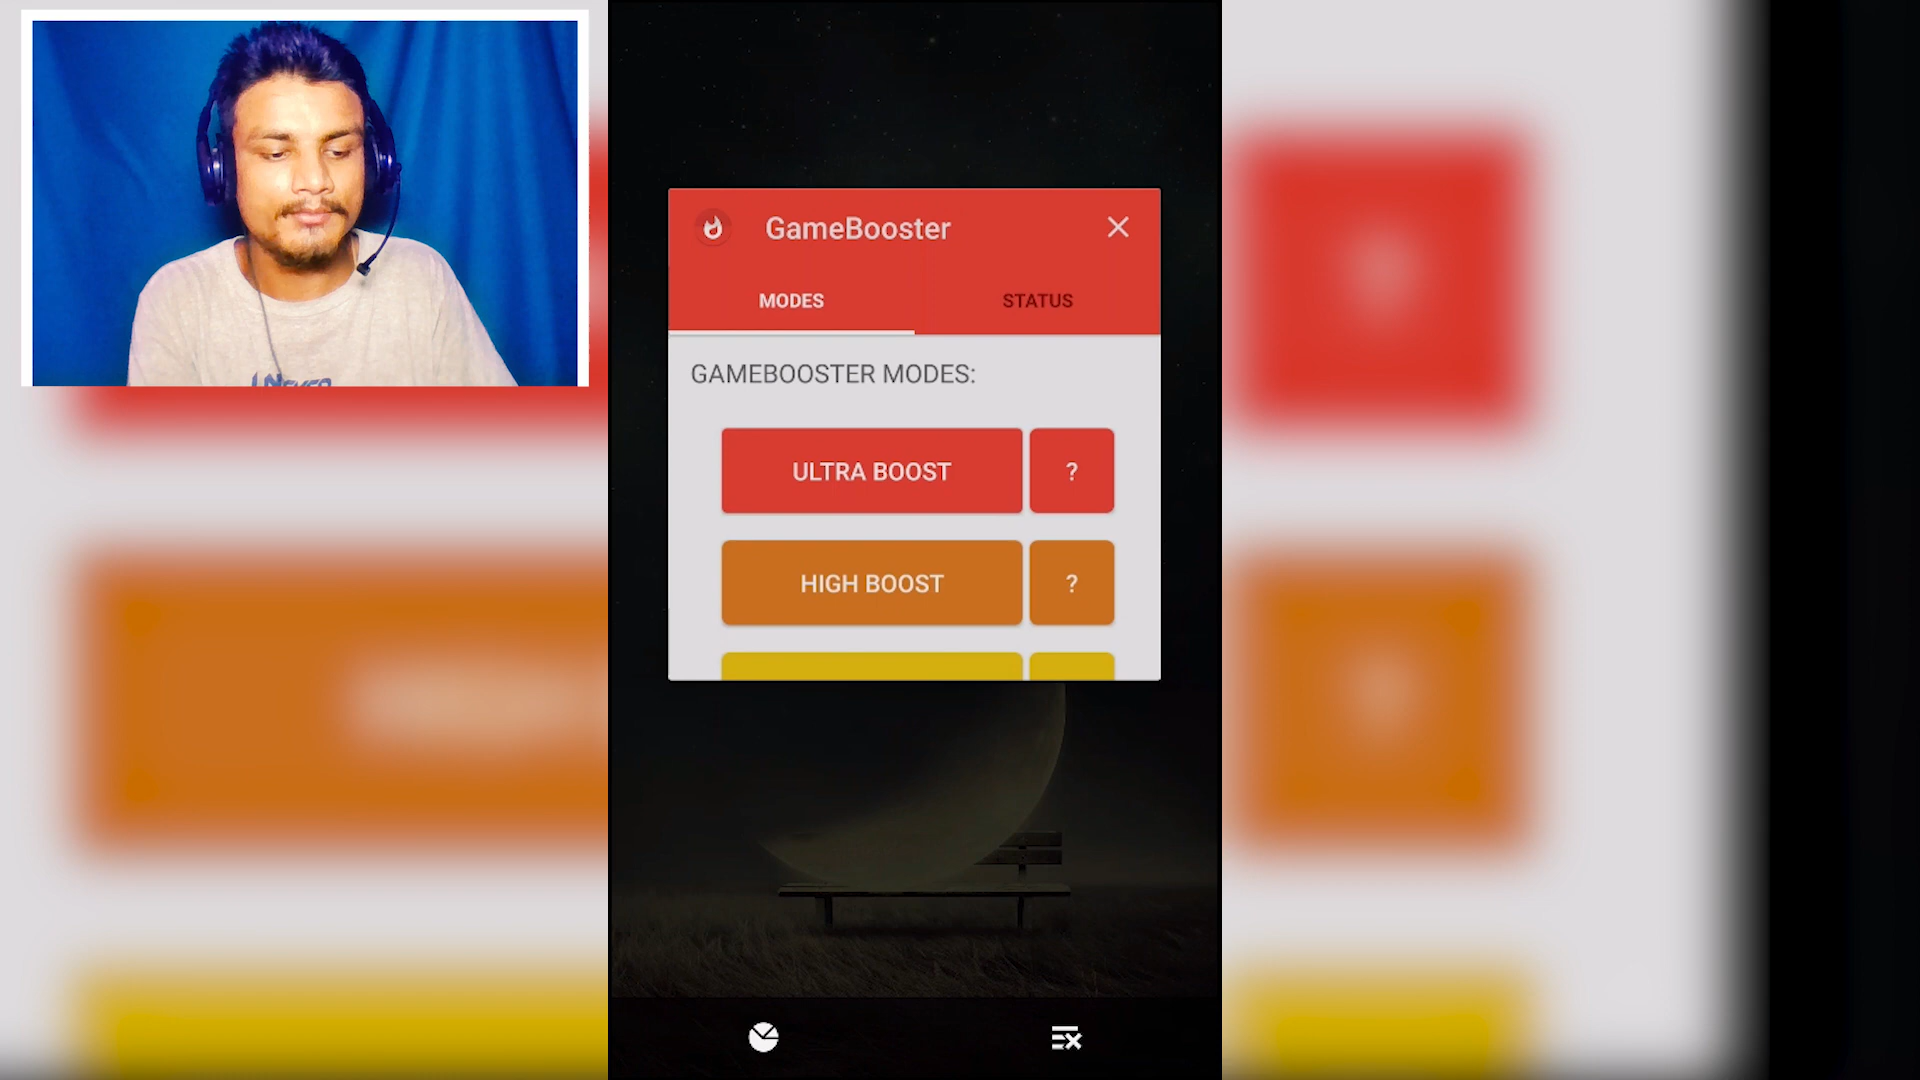 GameBooster
MODES
STATUS
GAMEBOOSTER MODES:
ULTRA BOOST
?
HIGH BOOST
?